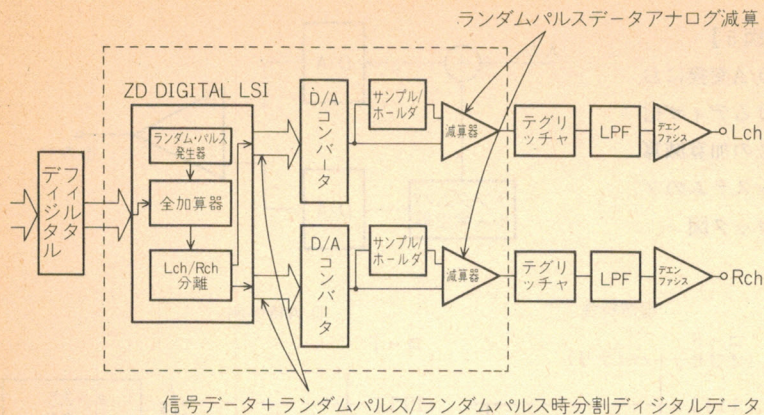 ランダムパルスデータアナログ減算
ZD DIGITAL LSI
ランダム・パルス
発生器
全加算器
Lch/Rch
分離
ディジタル
フィルタ
D/A
コンバータ
サンプル/
ホールダ
減算器
テグリ
ッチャ
LPF
デエン
ファシス
Lch
D/A
コンバータ
サンプル/
ホールダ
減算器
テグリ
ッチャ
LPF
デエン
ファシス
Rch
信号データ+ランダムパルス/ランダムパルス時分割ディジタルデータ